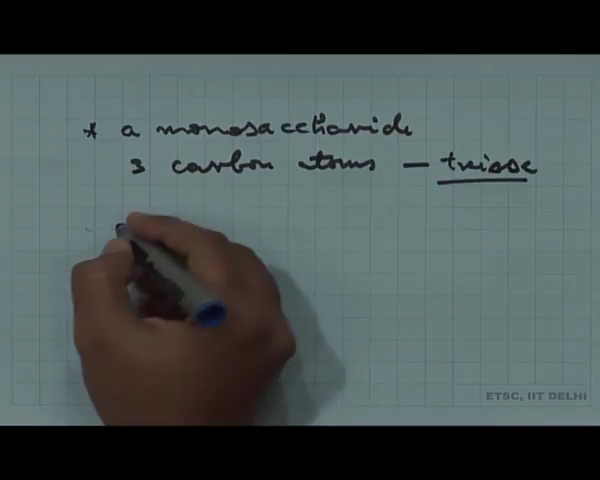 * a monosaccharide
3 carbon atoms – triose
ETSC, IIT DELHI